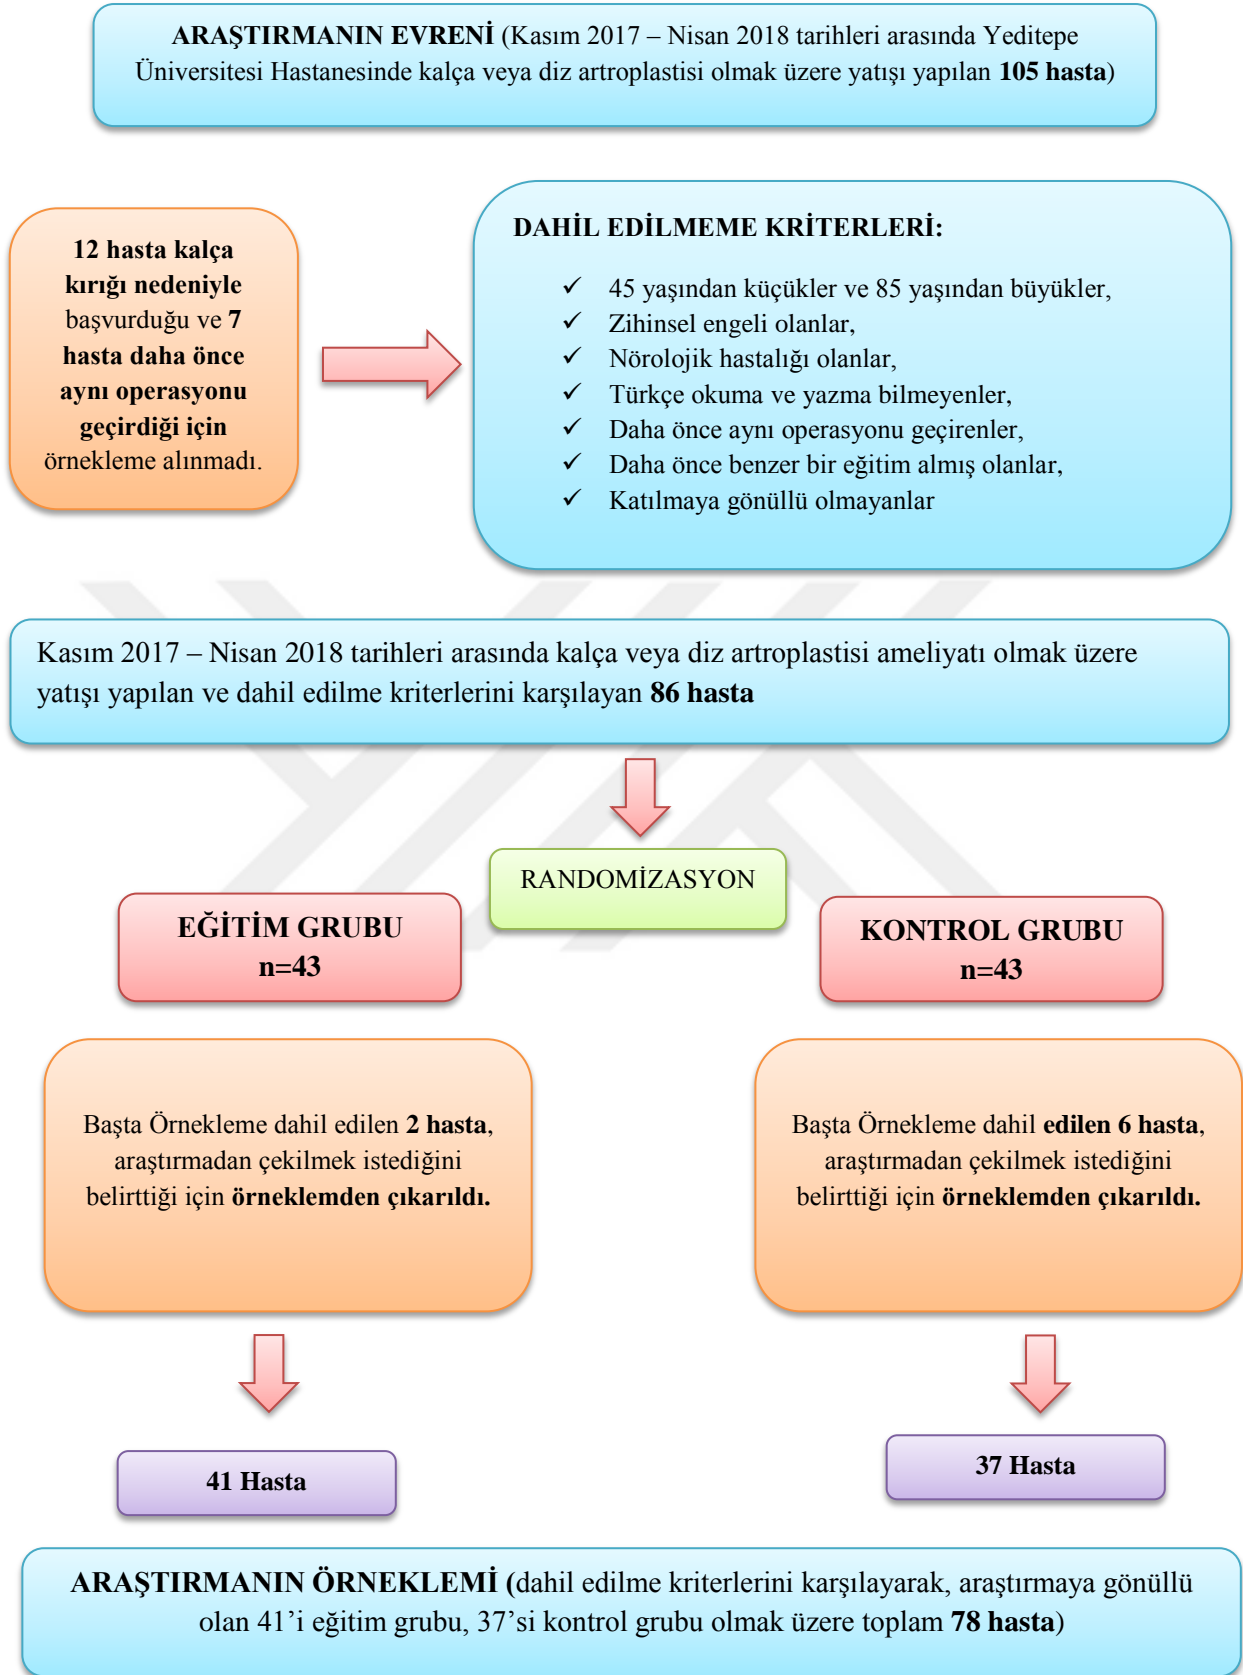 ARAŞTIRMANIN EVRENİ (Kasım 2017 – Nisan 2018 tarihleri arasında Yeditepe
Üniversitesi Hastanesinde kalça veya diz artroplastisi olmak üzere yatışı yapılan 105 hasta)
12 hasta kalça
kırığı nedeniyle
başvurduğu ve 7
hasta daha önce
aynı operasyonu
geçirdiği için
örnekleme alınmadı.
DAHİL EDİLMEME KRİTERLERİ:
✓ 45 yaşından küçükler ve 85 yaşından büyükler,
✓ Zihinsel engeli olanlar,
✓ Nörolojik hastalığı olanlar,
✓ Türkçe okuma ve yazma bilmeyenler,
✓ Daha önce aynı operasyonu geçirenler,
✓ Daha önce benzer bir eğitim almış olanlar,
✓ Katılmaya gönüllü olmayanlar
Kasım 2017 – Nisan 2018 tarihleri arasında kalça veya diz artroplastisi ameliyatı olmak üzere
yatışı yapılan ve dahil edilme kriterlerini karşılayan 86 hasta
RANDOMİZASYON
EĞİTİM GRUBU
n=43
KONTROL GRUBU
n=43
Başta Örnekleme dahil edilen 2 hasta,
araştırmadan çekilmek istediğini
belirttiği için örneklemden çıkarıldı.
Başta Örnekleme dahil edilen 6 hasta,
araştırmadan çekilmek istediğini
belirttiği için örneklemden çıkarıldı.
41 Hasta
37 Hasta
ARAŞTIRMANIN ÖRNEKLEMİ (dahil edilme kriterlerini karşılayarak, araştırmaya gönüllü
olan 41’i eğitim grubu, 37’si kontrol grubu olmak üzere toplam 78 hasta)